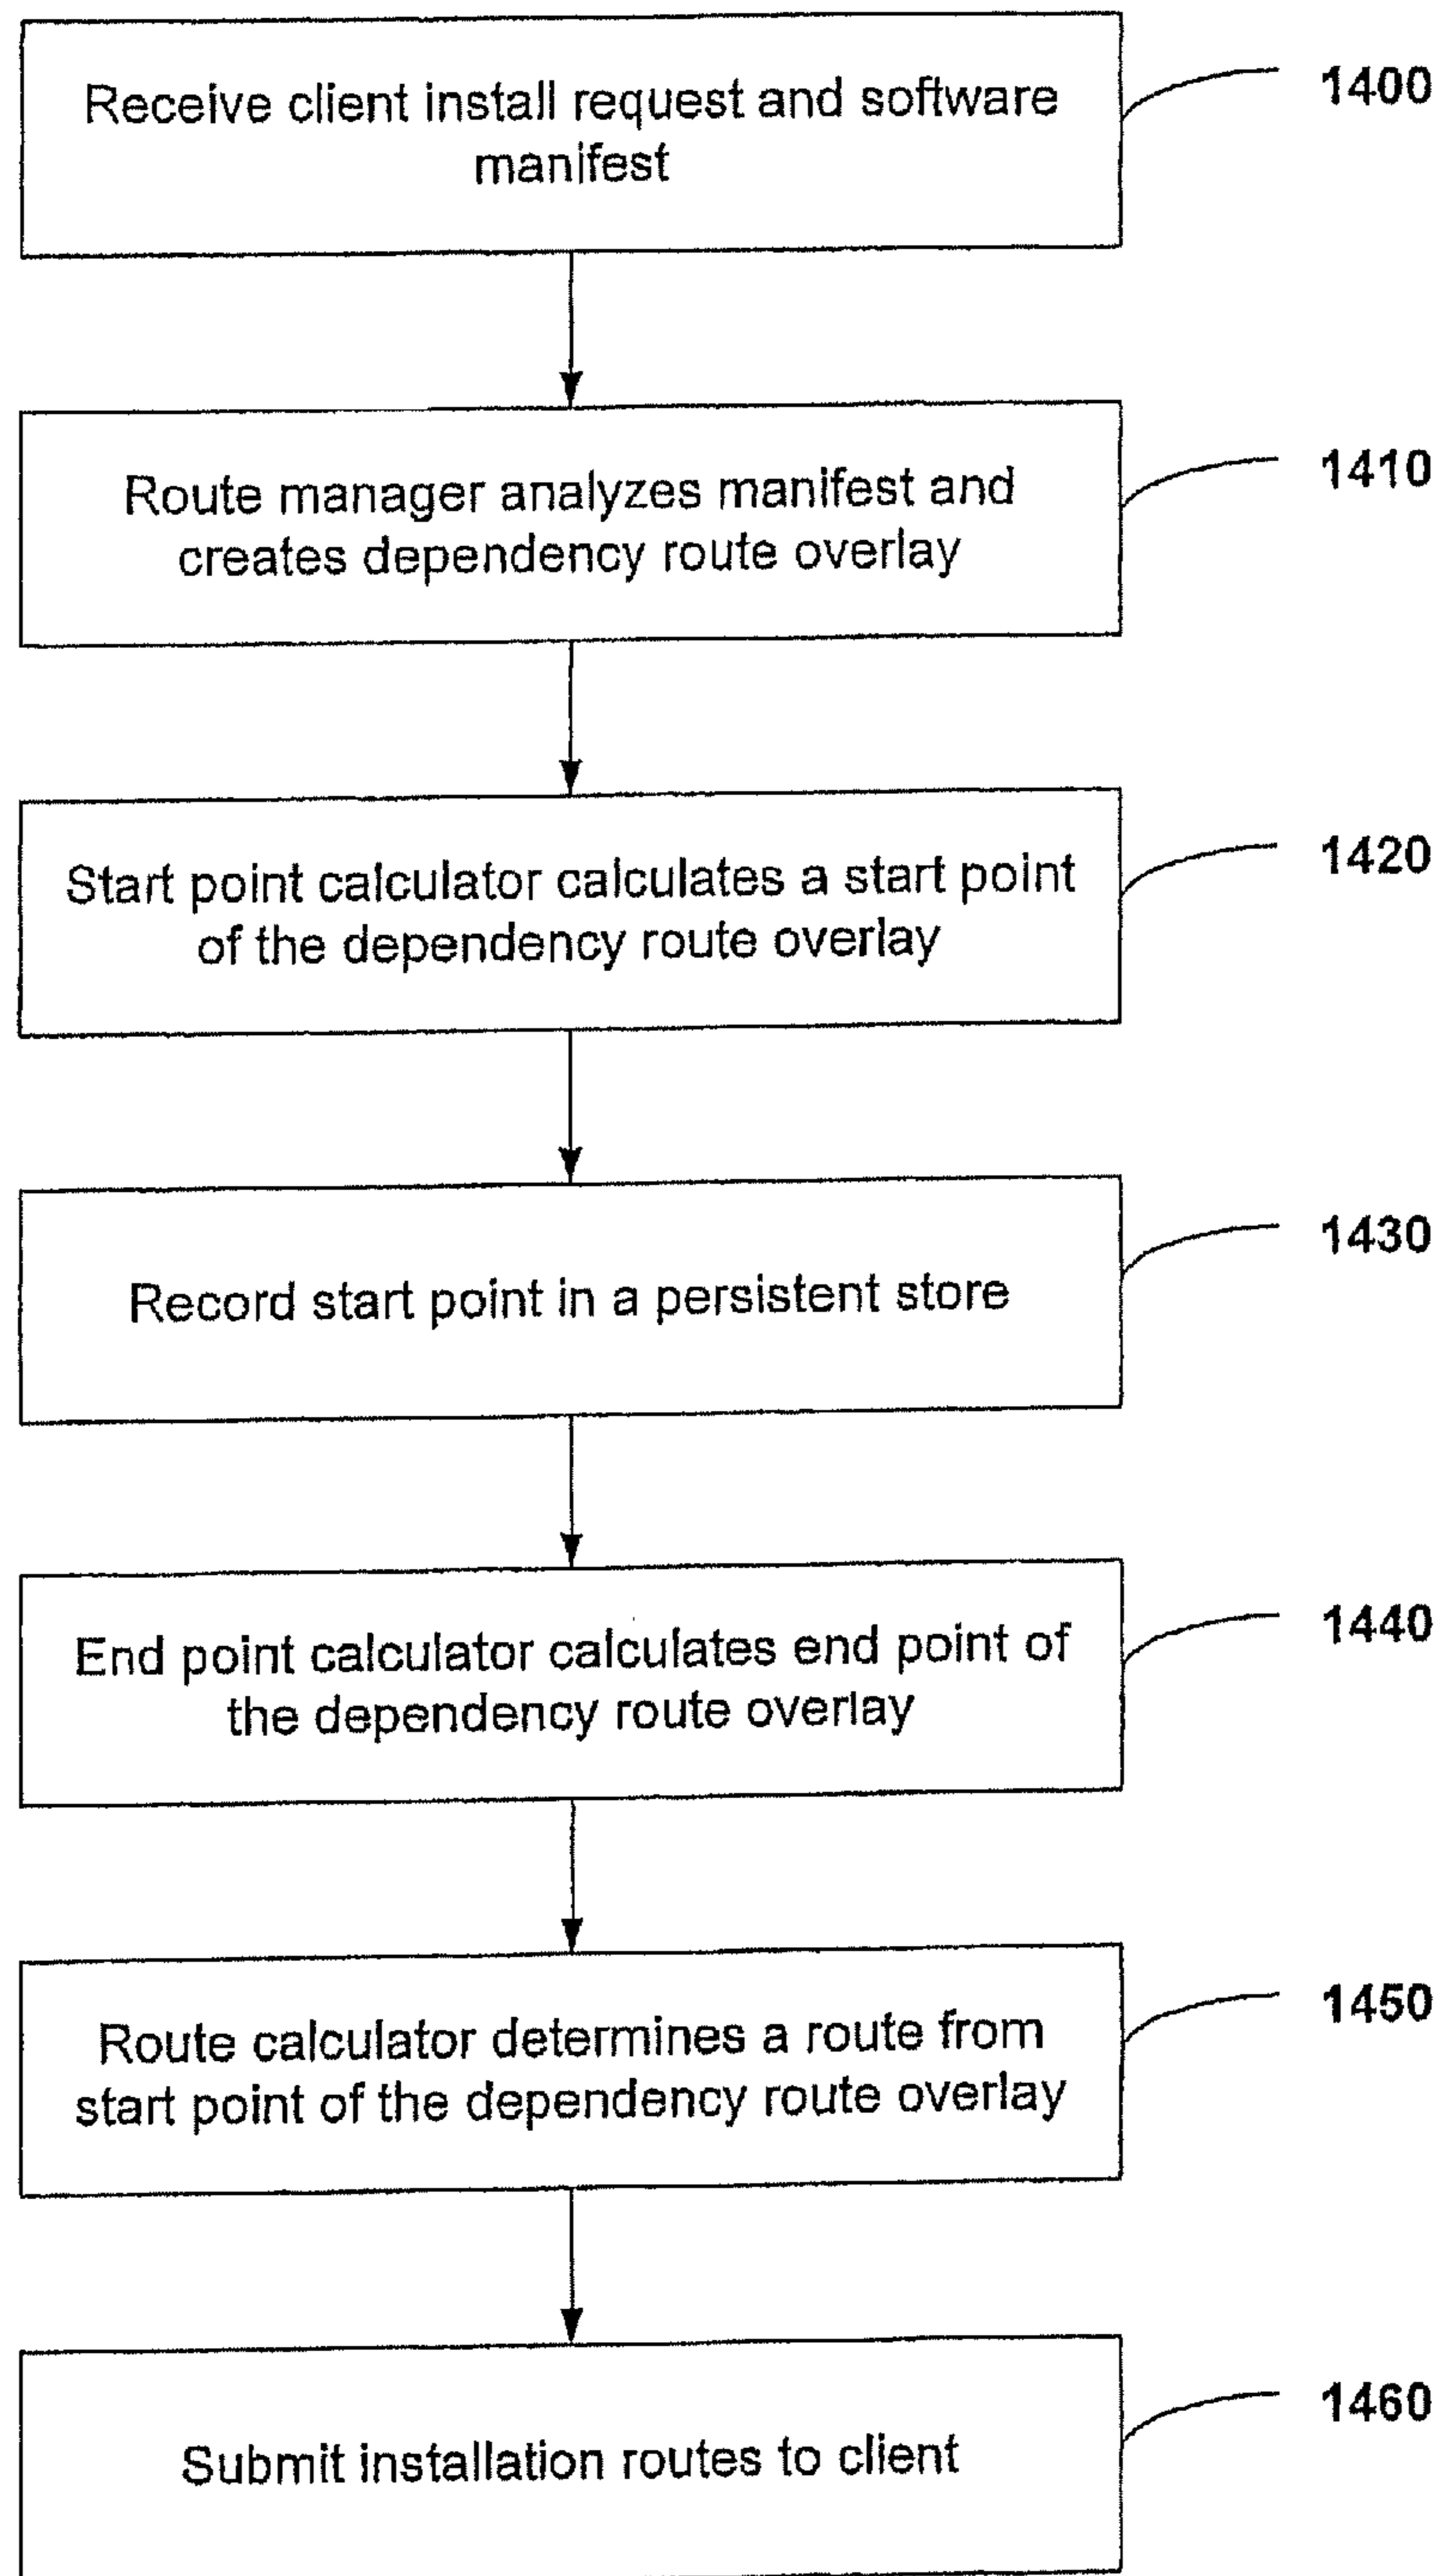 Receive client install request and software
manifest
1400
Route manager analyzes manifest and
creates dependency route overlay
1410
Start point calculator calculates a start point
of the dependency route overlay
1420
Record start point in a persistent store
1430
End point calculator calculates end point of
the dependency route overlay
1440
Route calculator determines a route from
start point of the dependency route overlay
1450
Submit installation routes to client
1460